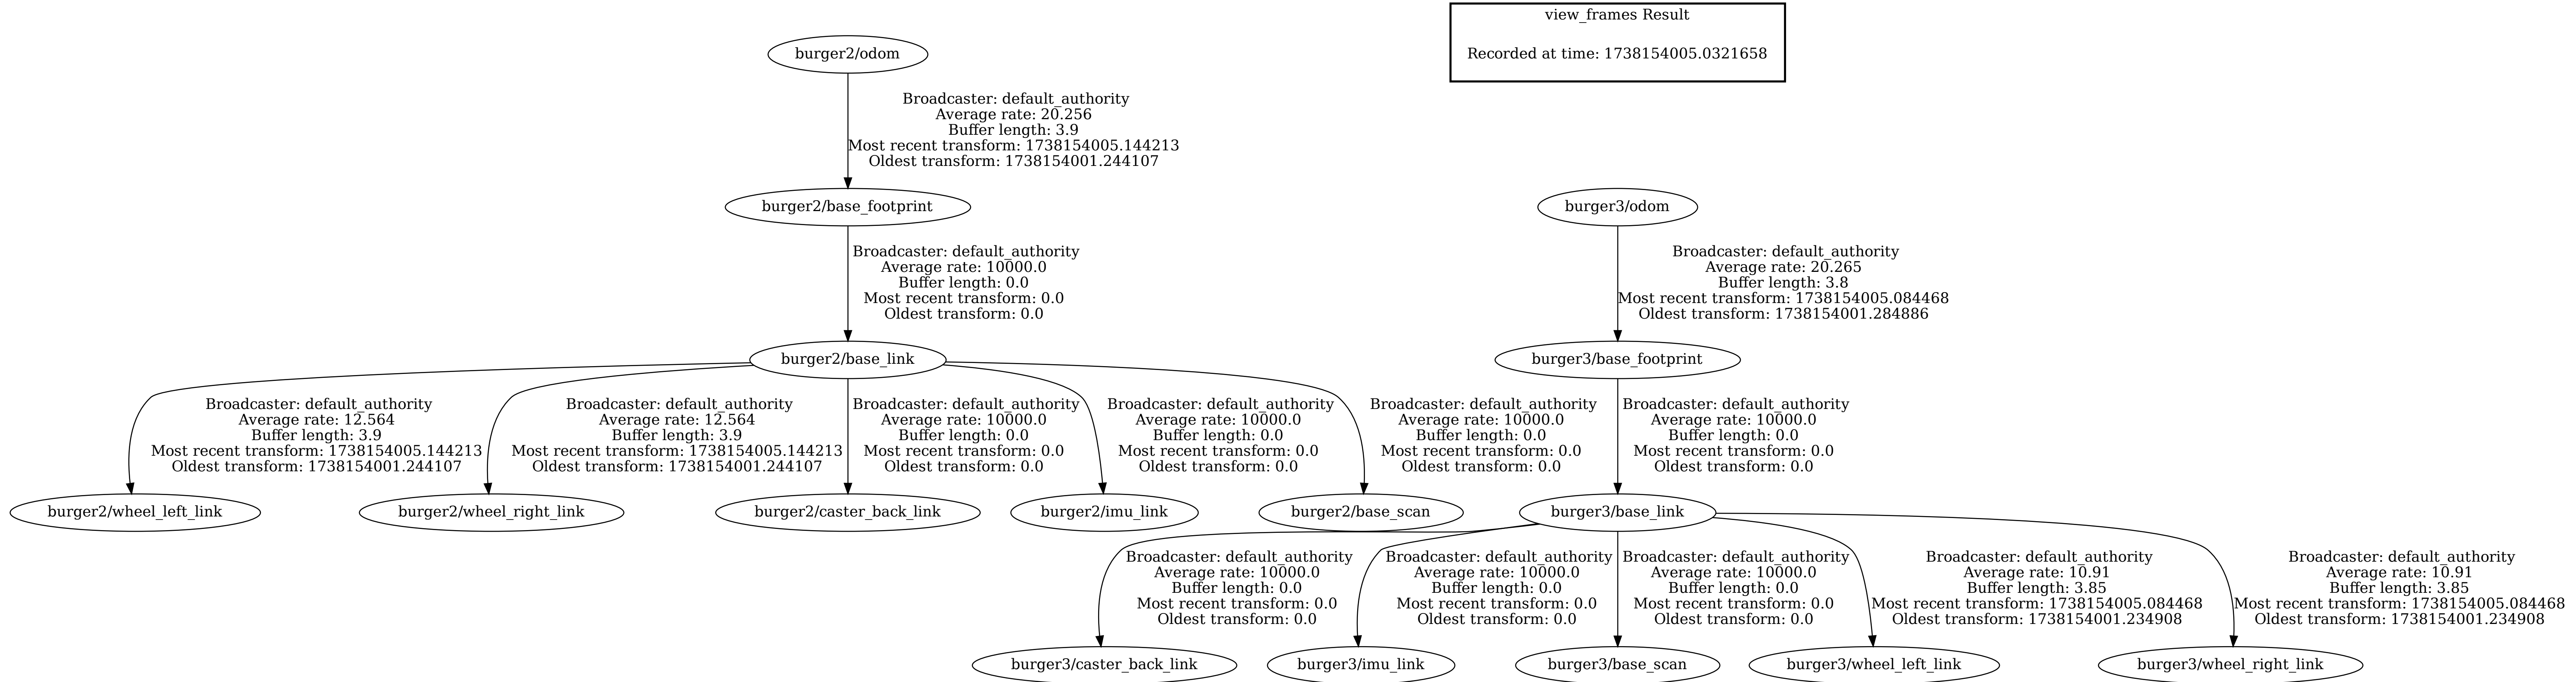 view_frames Result
Recorded at time: 1738154005.0321658
burger2/odom
Broadcaster: default_authority
Average rate: 20.256
Buffer length: 3.9
Most recent transform: 1738154005.144213
Oldest transform: 1738154001.244107
burger2/base_footprint
burger3/odom
Broadcaster: default_authority
Average rate: 10000.0
Buffer length: 0.0
Most recent transform: 0.0
Oldest transform: 0.0
Broadcaster: default_authority
Average rate: 20.265
Buffer length: 3.8
Most recent transform: 1738154005.084468
Oldest transform: 1738154001.284886
burger2/base_link
burger3/base_footprint
Broadcaster: default_authority
Average rate: 12.564
Buffer length: 3.9
Most recent transform: 1738154005.144213
Oldest transform: 1738154001.244107
Broadcaster: default_authority
Average rate: 12.564
Buffer length: 3.9
Most recent transform: 1738154005.144213
Oldest transform: 1738154001.244107
Broadcaster: default_authority
Average rate: 10000.0
Buffer length: 0.0
Most recent transform: 0.0
Oldest transform: 0.0
Broadcaster: default_authority
Average rate: 10000.0
Buffer length: 0.0
Most recent transform: 0.0
Oldest transform: 0.0
Broadcaster: default_authority
Average rate: 10000.0
Buffer length: 0.0
Most recent transform: 0.0
Oldest transform: 0.0
Broadcaster: default_authority
Average rate: 10000.0
Buffer length: 0.0
Most recent transform: 0.0
Oldest transform: 0.0
burger2/wheel_left_link
burger2/wheel_right_link
burger2/caster_back_link
burger2/imu_link
burger2/base_scan
burger3/base_link
Broadcaster: default_authority
Average rate: 10000.0
Buffer length: 0.0
Most recent transform: 0.0
Oldest transform: 0.0
Broadcaster: default_authority
Average rate: 10000.0
Buffer length: 0.0
Most recent transform: 0.0
Oldest transform: 0.0
Broadcaster: default_authority
Average rate: 10000.0
Buffer length: 0.0
Most recent transform: 0.0
Oldest transform: 0.0
Broadcaster: default_authority
Average rate: 10.91
Buffer length: 3.85
Most recent transform: 1738154005.084468
Oldest transform: 1738154001.234908
Broadcaster: default_authority
Average rate: 10.91
Buffer length: 3.85
Most recent transform: 1738154005.084468
Oldest transform: 1738154001.234908
burger3/caster_back_link
burger3/imu_link
burger3/base_scan
burger3/wheel_left_link
burger3/wheel_right_link